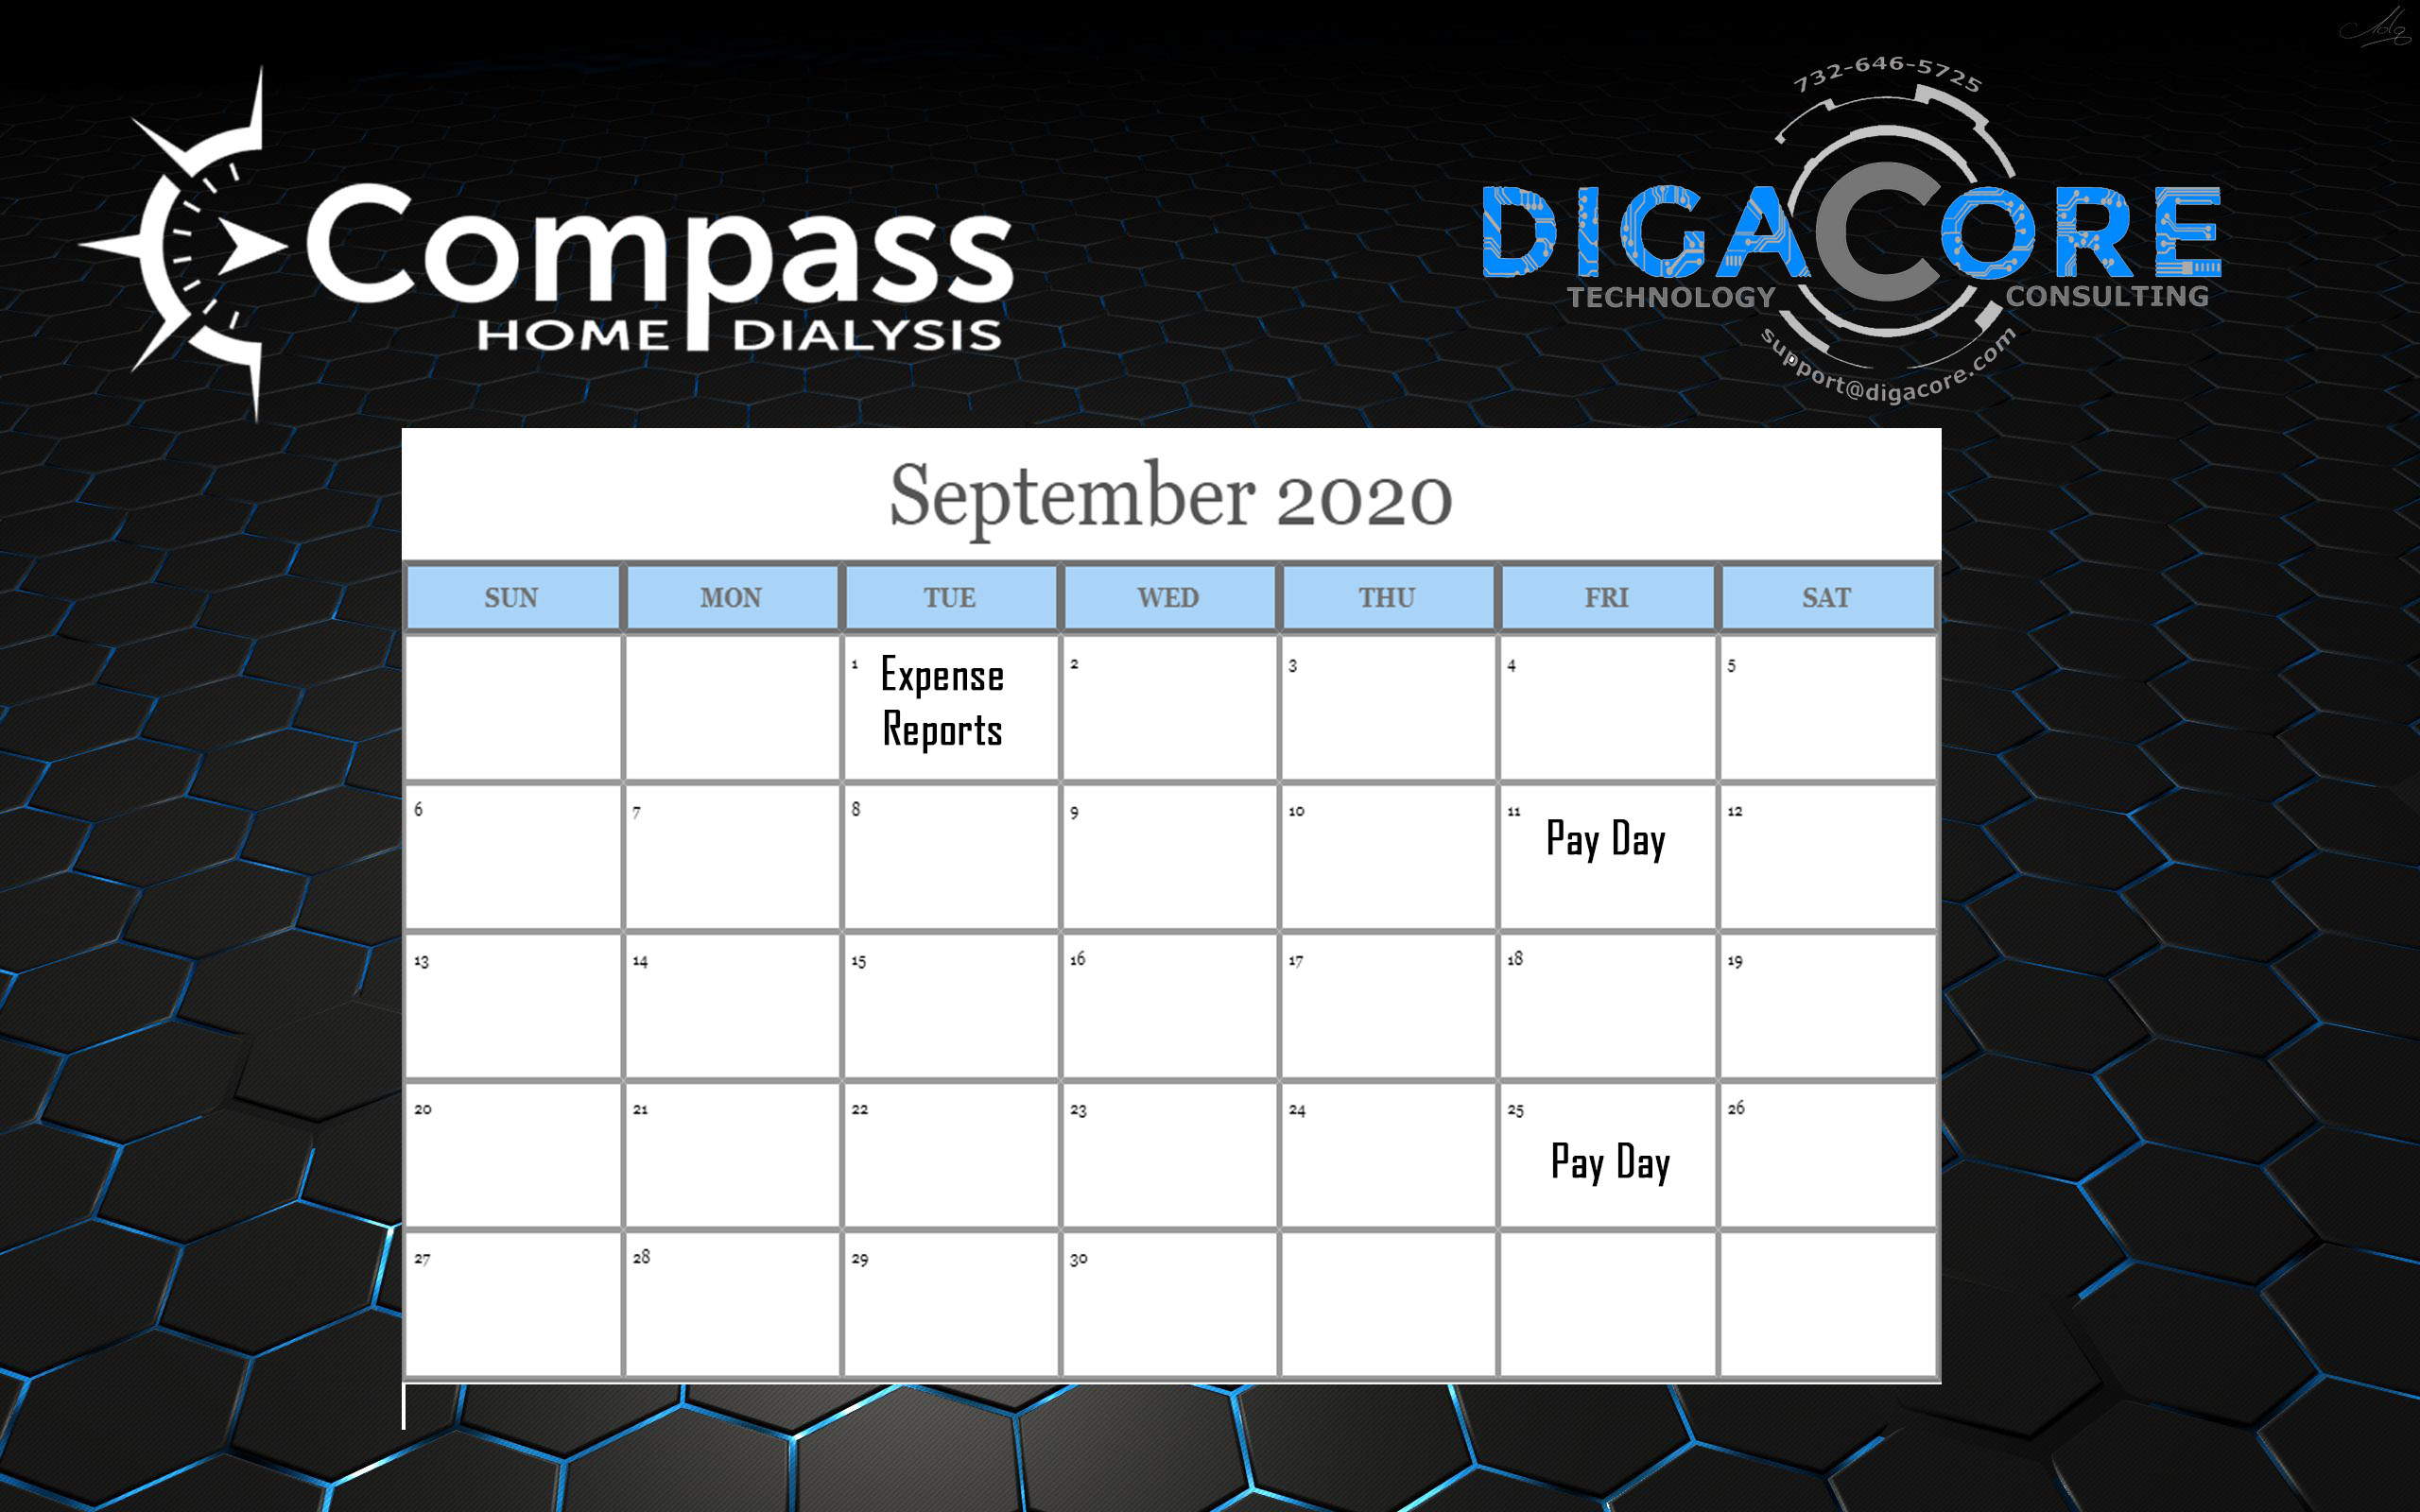 Compass
HOME DIALYSIS
732-646-5725
DIGACORE
TECHNOLOGY CONSULTING
support@digacore.com
September 2020
SUN MON TUE WED THU FRI SAT
1 Expense 2 3 4 5
Reports
6 7 8 9 10 11 Pay Day 12
13 14 15 16 17 18 19
20 21 22 23 24 25 26
Pay Day
27 28 29 30